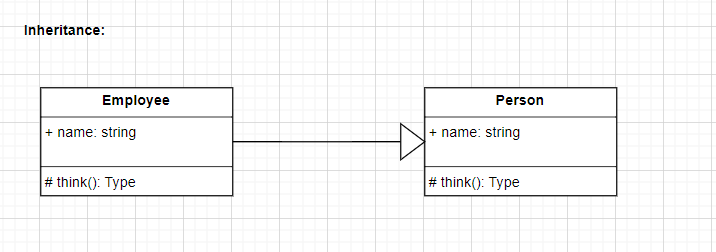 Inheritance:
Employee
+ name: string
# think(): Type
Person
+ name: string
# think(): Type